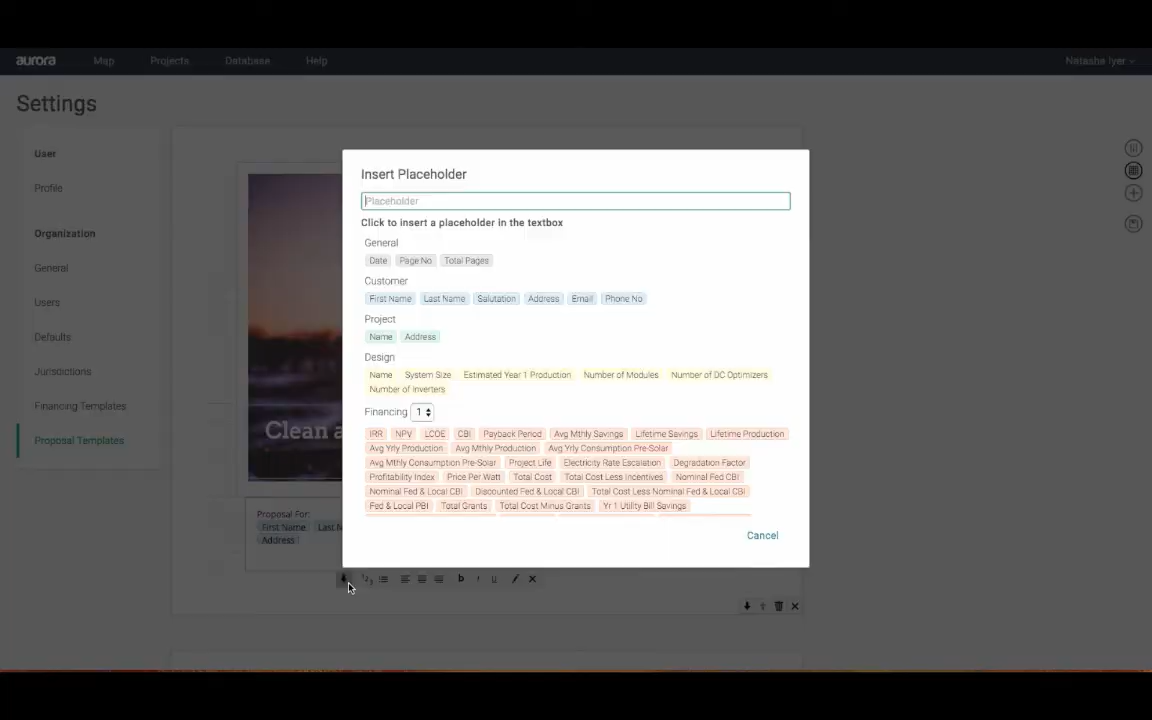 aurora Map Projects Database Help Natasha Iyer
Settings
User
Profile
Organization
General
Users
Defaults
Jurisdictions
Financing Templates
Proposal Templates
Clean a
Proposal For:
First Name Last N
Address
Insert Placeholder
Placeholder
Click to insert a placeholder in the textbox
General
Date Page No Total Pages
Customer
First Name Last Name Salutation Address Email Phone No
Project
Name Address
Design
Name System Size Estimated Year 1 Production Number of Modules Number of DC Optimizers
Number of Inverters
Financing 1
IRR NPV LCOE CBI Payback Period Avg Mthly Savings Lifetime Savings Lifetime Production
Avg Yrly Production Avg Mthly Production Avg Yrly Consumption Pre-Solar
Avg Mthly Consumption Pre-Solar Project Life Electricity Rate Escalation Degradation Factor
Profitability Index Price Per Watt Total Cost Total Cost Less Incentives Nominal Fed CBI
Nominal Fed & Local CBI Discounted Fed & Local CBI Total Cost Less Nominal Fed & Local CBI
Fed & Local PBI Total Grants Total Cost Minus Grants Yr 1 Utility Bill Savings
Cancel
b I U